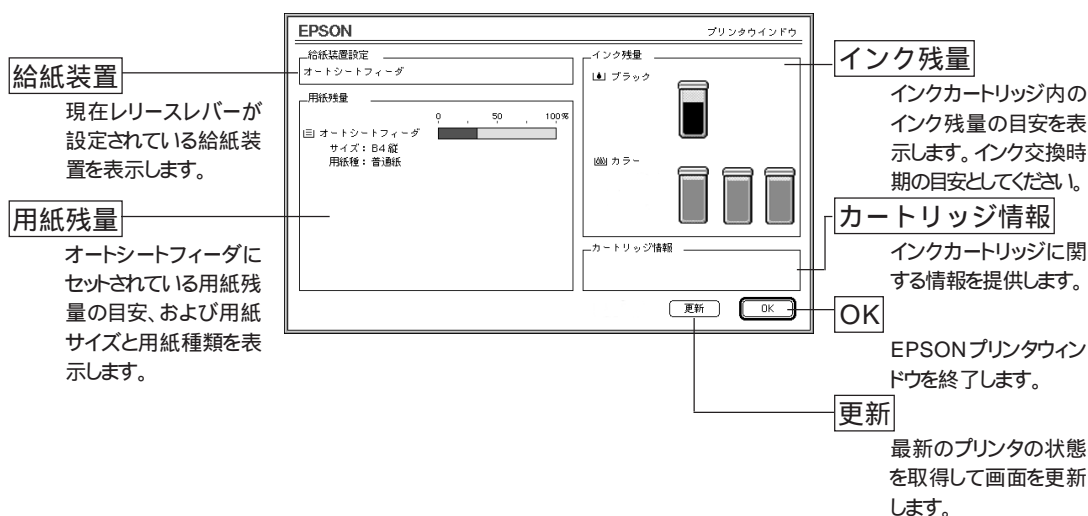 EPSON
プリンタウインドウ
給紙装置設定
オートシートフィーダ
用紙残量
0 50 100%
オートシートフィーダ
サイズ：B4縦
用紙種：普通紙
インク残量
ブラック
カラー
カートリッジ情報
更新
OK
給紙装置
現在レリースレバーが
設定されている給紙装
置を表示します。
用紙残量
オートシートフィーダに
セットされている用紙残
量の目安、および用紙
サイズと用紙種類を表
示します。
インク残量
インクカートリッジ内の
インク残量の目安を表
示します。インク交換時
期の目安としてください。
カートリッジ情報
インクカートリッジに関
する情報を提供します。
OK
EPSONプリンタウィン
ドウを終了します。
更新
最新のプリンタの状態
を取得して画面を更新
します。